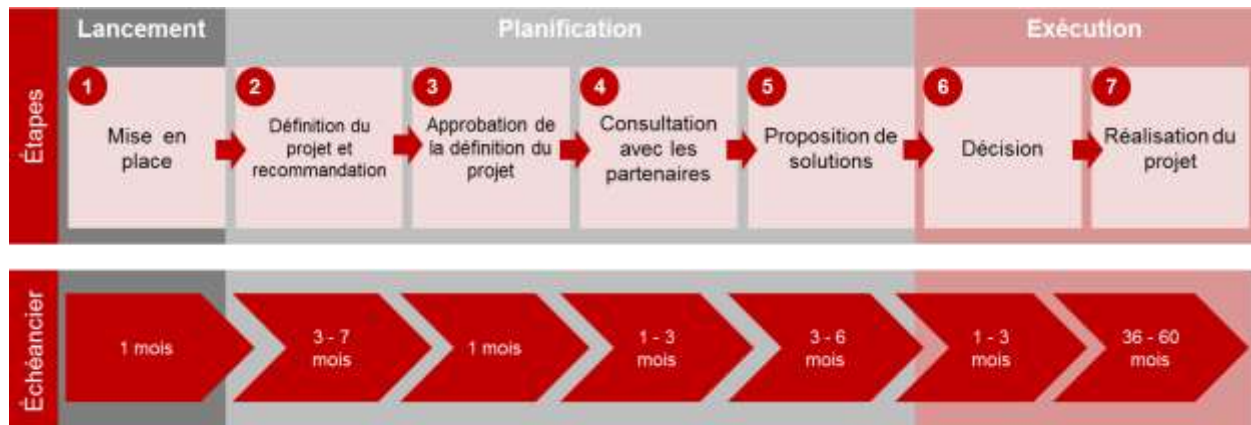 Lancement
Planification
Exécution
Étapes
1
Mise en
place
2
Définition du
projet et
recommandation
3
Approbation de
la définition du
projet
4
Consultation
avec les
partenaires
5
Proposition de
solutions
6
Décision
7
Réalisation du
projet
Échéancier
1 mois
3 - 7
mois
1 mois
1 - 3
mois
3 - 6
mois
1 - 3
mois
36 - 60
mois